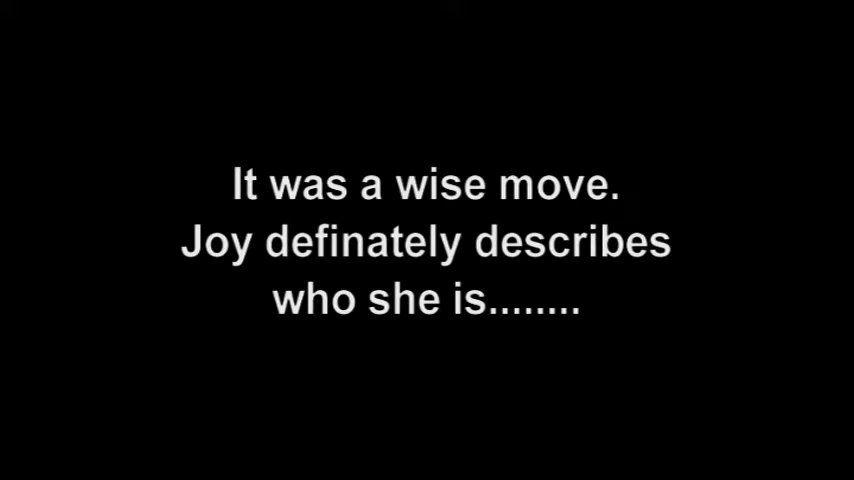 It was a wise move.
Joy definately describes
who she is........